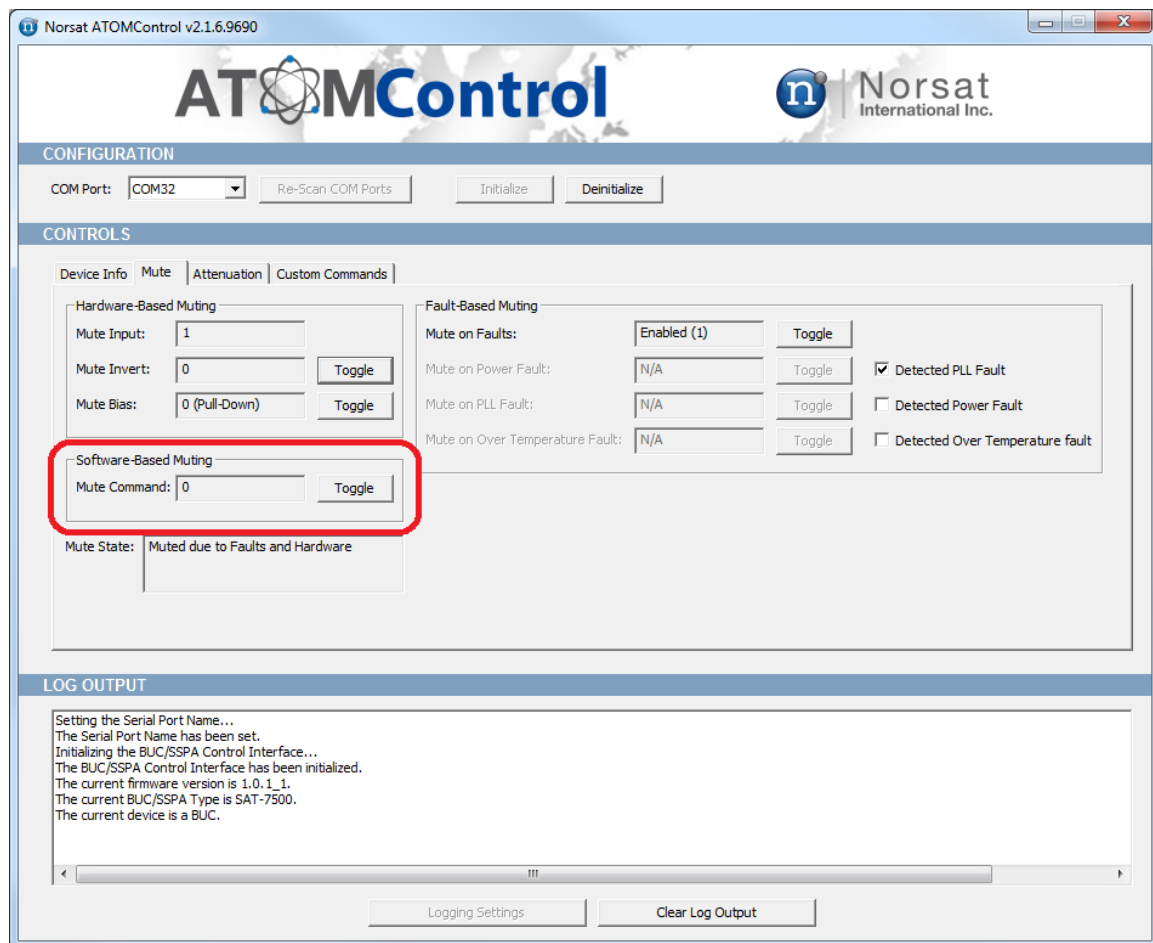 Norsat ATOMControl v2.1.6.9690
ATOMControl
n Norsat
International Inc.
CONFIGURATION
COM Port: COM32 Re-Scan COM Ports Initialize Deinitialize
CONTROLS
Device Info Mute Attenuation Custom Commands
Hardware-Based Muting
Mute Input: 1
Mute Invert: 0 Toggle
Mute Bias: 0 (Pull-Down) Toggle
Fault-Based Muting
Mute on Faults: Enabled (1) Toggle
Mute on Power Fault: N/A Toggle Detected PLL Fault
Mute on PLL Fault: N/A Toggle Detected Power Fault
Mute on Over Temperature Fault: N/A Toggle Detected Over Temperature fault
Software-Based Muting
Mute Command: 0 Toggle
Mute State: Muted due to Faults and Hardware
LOG OUTPUT
Setting the Serial Port Name...
The Serial Port Name has been set.
Initializing the BUC/SSPA Control Interface...
The BUC/SSPA Control Interface has been initialized.
The current firmware version is 1.0.1_1.
The current BUC/SSPA Type is SAT-7500.
The current device is a BUC.
Logging Settings Clear Log Output